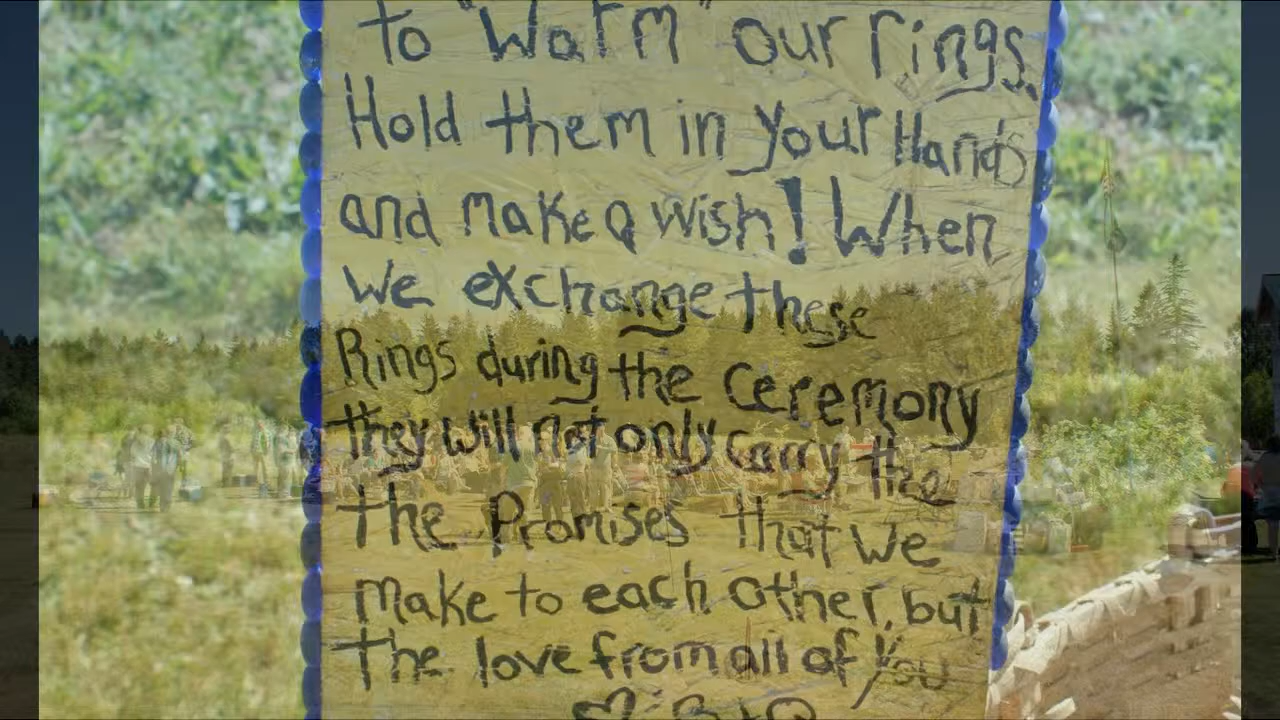 to "Warm" our rings.
Hold them in your Hands
and make a wish! When
we exchange these
Rings during the Ceremony
they will not only carry the
the Promises that we
make to each other, but
the love from all of you